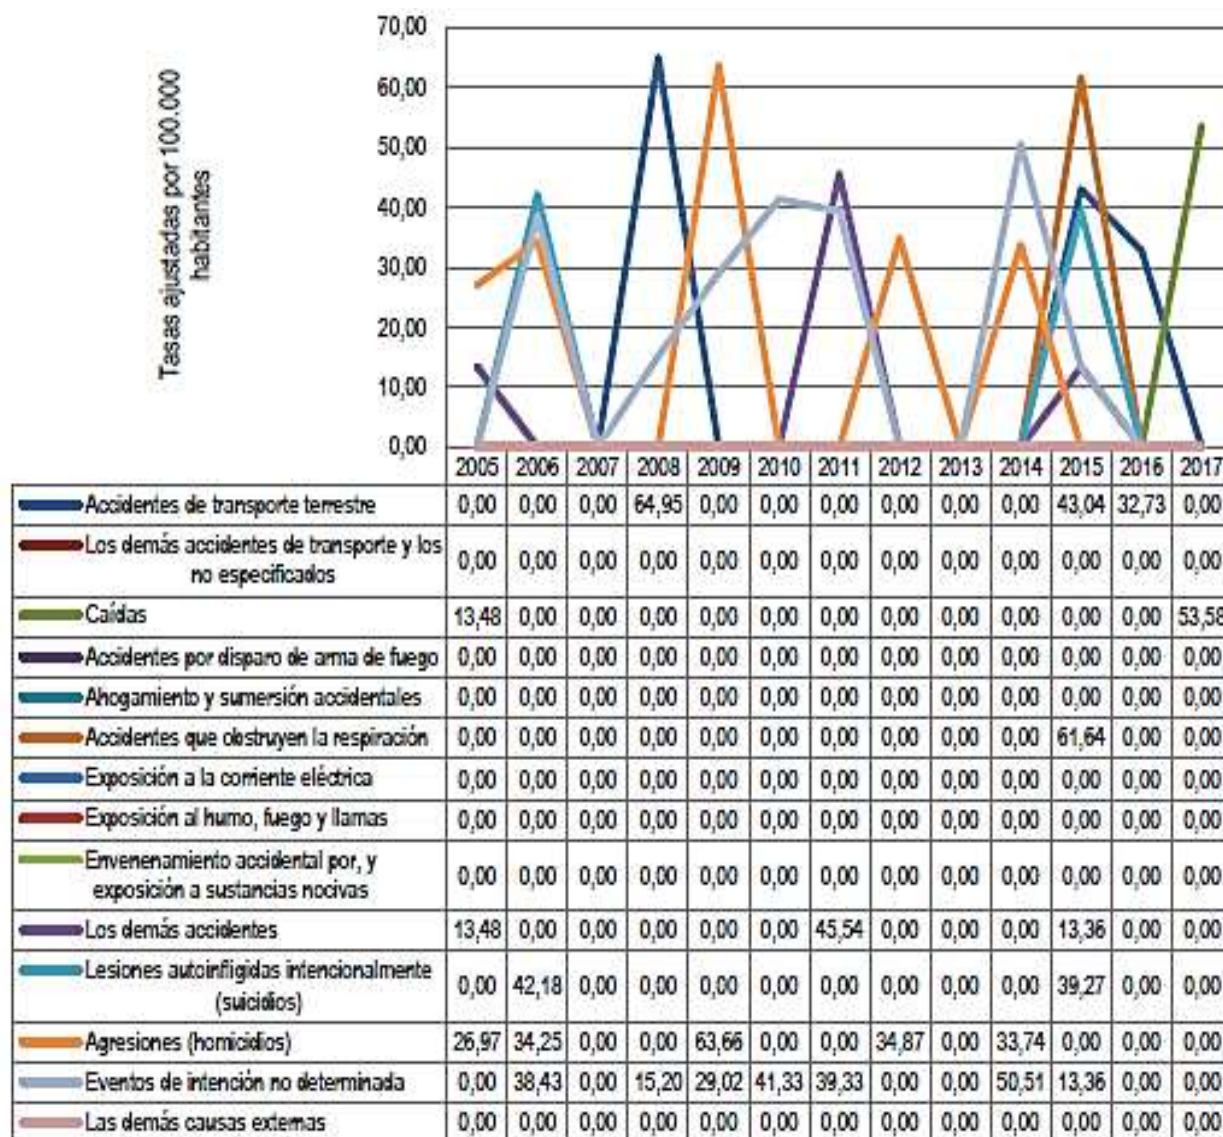 Tasas ajustadas por 100.000
habitantes
70,00
60,00
50,00
40,00
30,00
20,00
10,00
0,00
2005 2006 2007 2008 2009 2010 2011 2012 2013 2014 2015 2016 2017
Accidentes de transporte terrestre 0,00 0,00 0,00 64,95 0,00 0,00 0,00 0,00 0,00 0,00 43,04 32,73 0,00
Los demás accidentes de transporte y los
no especificados 0,00 0,00 0,00 0,00 0,00 0,00 0,00 0,00 0,00 0,00 0,00 0,00 0,00
Caídas 13,48 0,00 0,00 0,00 0,00 0,00 0,00 0,00 0,00 0,00 0,00 0,00 53,58
Accidentes por disparo de arma de fuego 0,00 0,00 0,00 0,00 0,00 0,00 0,00 0,00 0,00 0,00 0,00 0,00 0,00
Ahogamiento y sumersión accidentales 0,00 0,00 0,00 0,00 0,00 0,00 0,00 0,00 0,00 0,00 0,00 0,00 0,00
Accidentes que obstruyen la respiración 0,00 0,00 0,00 0,00 0,00 0,00 0,00 0,00 0,00 0,00 61,64 0,00 0,00
Exposición a la corriente eléctrica 0,00 0,00 0,00 0,00 0,00 0,00 0,00 0,00 0,00 0,00 0,00 0,00 0,00
Exposición al humo, fuego y llamas 0,00 0,00 0,00 0,00 0,00 0,00 0,00 0,00 0,00 0,00 0,00 0,00 0,00
Envenenamiento accidental por, y
exposición a sustancias nocivas 0,00 0,00 0,00 0,00 0,00 0,00 0,00 0,00 0,00 0,00 0,00 0,00 0,00
Los demás accidentes 13,48 0,00 0,00 0,00 0,00 0,00 45,54 0,00 0,00 0,00 13,36 0,00 0,00
Lesiones autoinfligidas intencionalmente
(suicidios) 0,00 42,18 0,00 0,00 0,00 0,00 0,00 0,00 0,00 0,00 39,27 0,00 0,00
Agresiones (homicidios) 26,97 34,25 0,00 0,00 63,66 0,00 0,00 34,87 0,00 33,74 0,00 0,00 0,00
Eventos de intención no determinada 0,00 38,43 0,00 15,20 29,02 41,33 39,33 0,00 0,00 50,51 13,36 0,00 0,00
Las demás causas externas 0,00 0,00 0,00 0,00 0,00 0,00 0,00 0,00 0,00 0,00 0,00 0,00 0,00